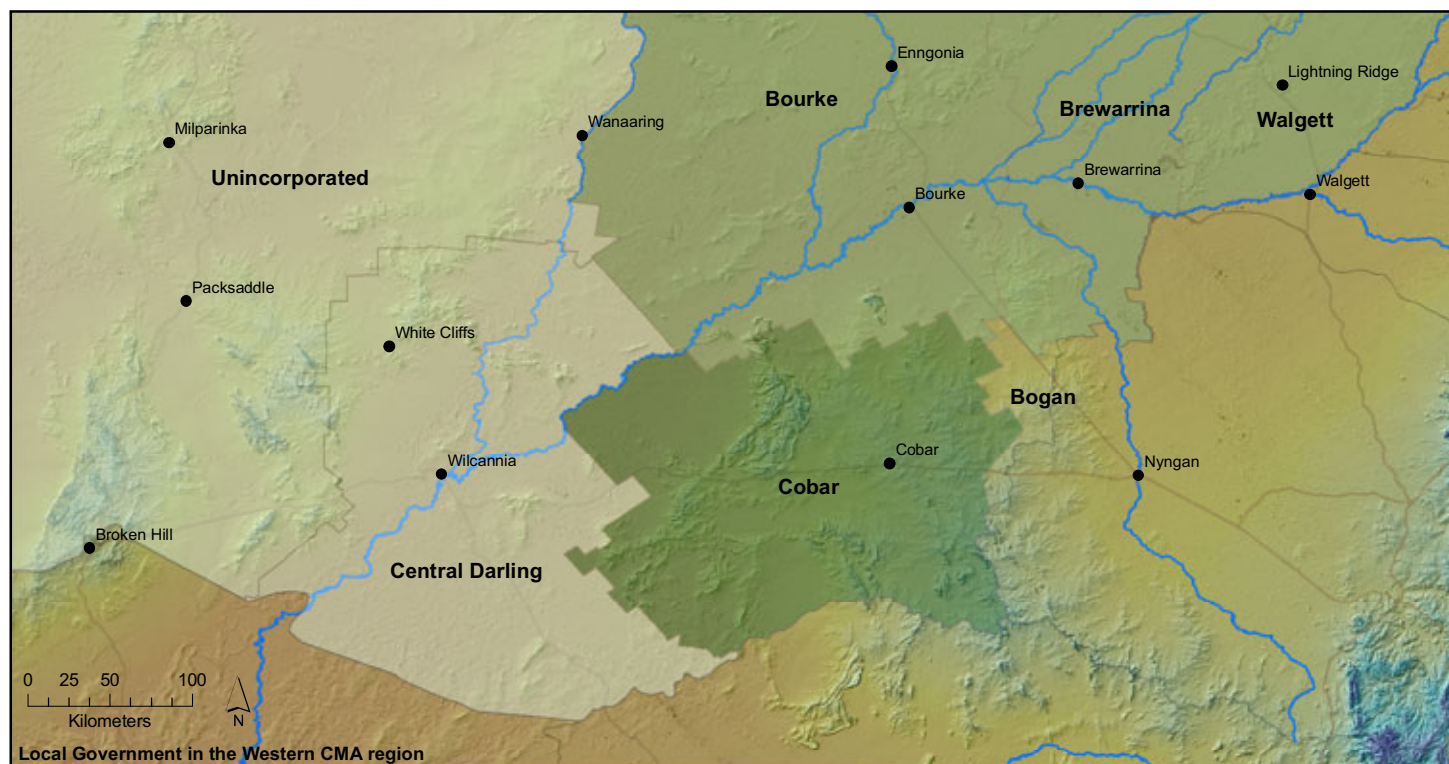 Enngonia
Lightning Ridge
Bourke
Brewarrina
Walgett
Wanaaring
Milparinka
Unincorporated
Brewarrina
Walgett
Bourke
Packsaddle
White Cliffs
Bogan
Cobar
Wilcannia
Nyngan
Cobar
Broken Hill
Central Darling
0 25 50 100
Kilometers
N
Local Government in the Western CMA region